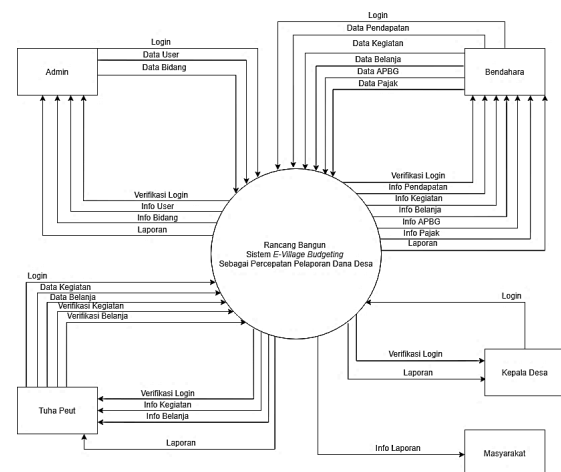 Login
Data User
Data Bidang
Admin
Verifikasi Login
Info User
Info Bidang
Laporan
Login
Data Pendapatan
Data Kegiatan
Data Belanja
Data APBG
Data Pajak
Bendahara
Verifikasi Login
Info Pendapatan
Info Kegiatan
Info Belanja
Info APBG
Info Pajak
Laporan
Rancang Bangun
Sistem E-Village Budgeting
Sebagai Percepatan Pelaporan Dana Desa
Login
Data Kegiatan
Data Belanja
Verifikasi Kegiatan
Verifikasi Belanja
Tuha Peut
Verifikasi Login
Info Kegiatan
Info Belanja
Laporan
Login
Verifikasi Login
Laporan
Kepala Desa
Info Laporan
Masyarakat